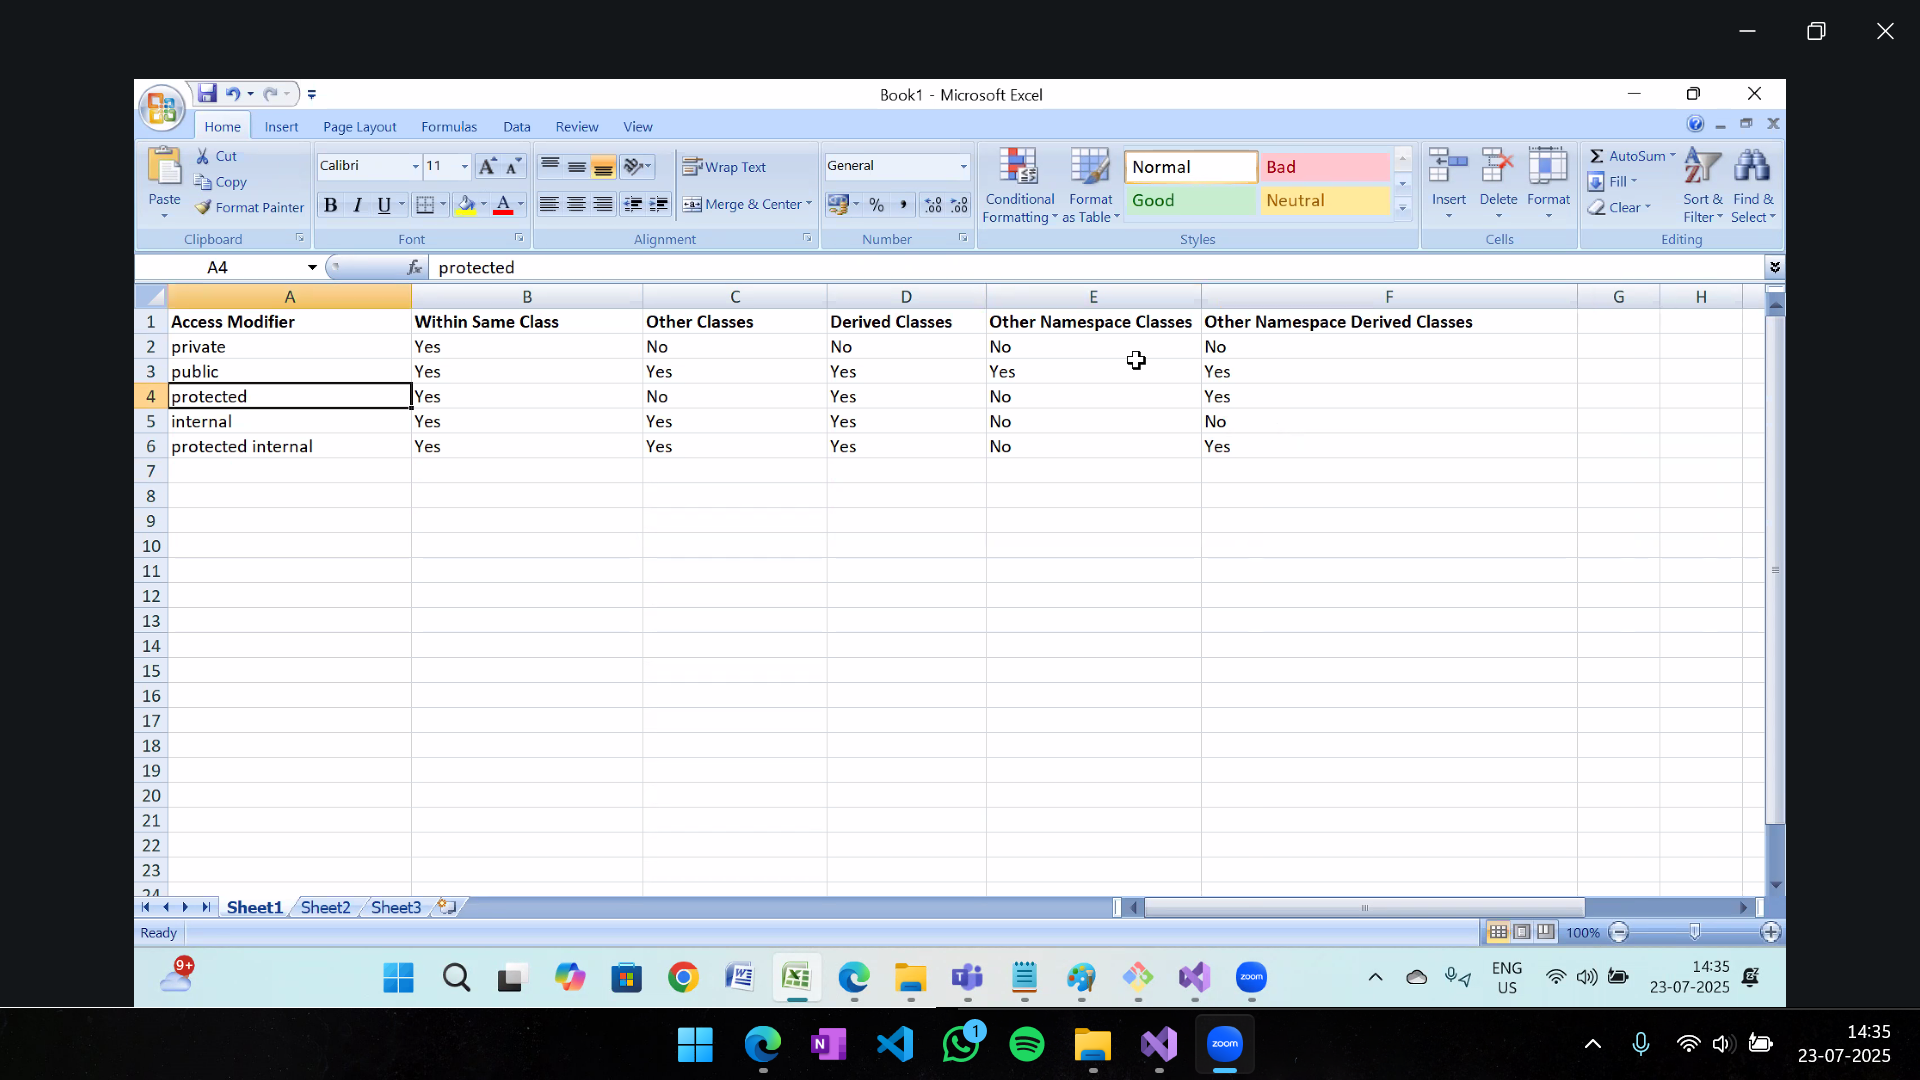 Book1 - Microsoft Excel
Home Insert Page Layout Formulas Data Review View
Paste
Cut
Copy
Format Painter
Clipboard
Calibri 11
B I U
Font
Wrap Text
Merge & Center
Alignment
General
% ,
Number
Conditional Formatting
Format as Table
Normal Bad
Good Neutral
Styles
Insert Delete Format
Cells
Σ AutoSum
Fill
Clear
Sort & Filter
Find & Select
Editing
A4 fx protected
A B C D E F G H
1 Access Modifier Within Same Class Other Classes Derived Classes Other Namespace Classes Other Namespace Derived Classes
2 private Yes No No No No
3 public Yes Yes Yes Yes Yes
4 protected Yes No Yes No Yes
5 internal Yes Yes Yes No No
6 protected internal Yes Yes Yes No Yes
7
8
9
10
11
12
13
14
15
16
17
18
19
20
21
22
23
24
Sheet1 Sheet2 Sheet3
Ready 100%
9+ zoom ENG US 14:35 23-07-2025
N 1 zoom 14:35
23-07-2025